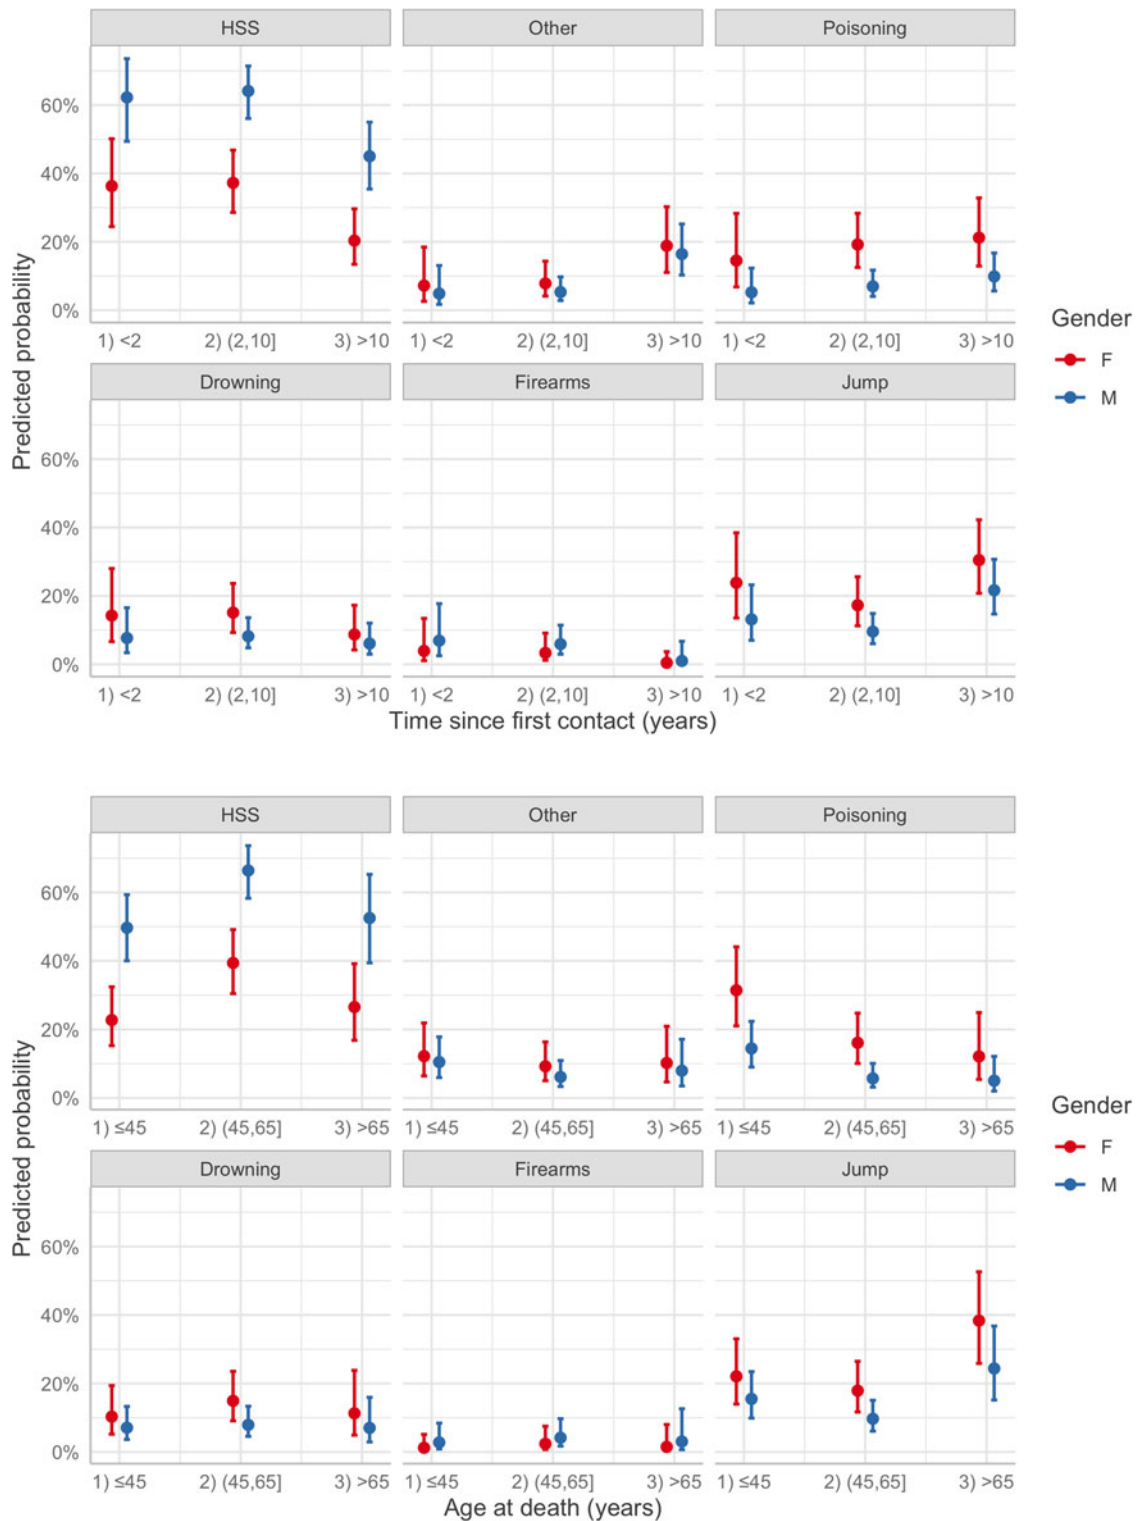 HSS Other Poisoning
60%
40%
20%
0%
1) <2 2) (2,10] 3) >10 1) <2 2) (2,10] 3) >10 1) <2 2) (2,10] 3) >10
Predicted probability
Drowning Firearms Jump
60%
40%
20%
0%
1) <2 2) (2,10] 3) >10 1) <2 2) (2,10] 3) >10 1) <2 2) (2,10] 3) >10
Time since first contact (years)
Gender
F
M
HSS Other Poisoning
60%
40%
20%
0%
1) ≤45 2) (45,65] 3) >65 1) ≤45 2) (45,65] 3) >65 1) ≤45 2) (45,65] 3) >65
Predicted probability
Drowning Firearms Jump
60%
40%
20%
0%
1) ≤45 2) (45,65] 3) >65 1) ≤45 2) (45,65] 3) >65 1) ≤45 2) (45,65] 3) >65
Age at death (years)
Gender
F
M